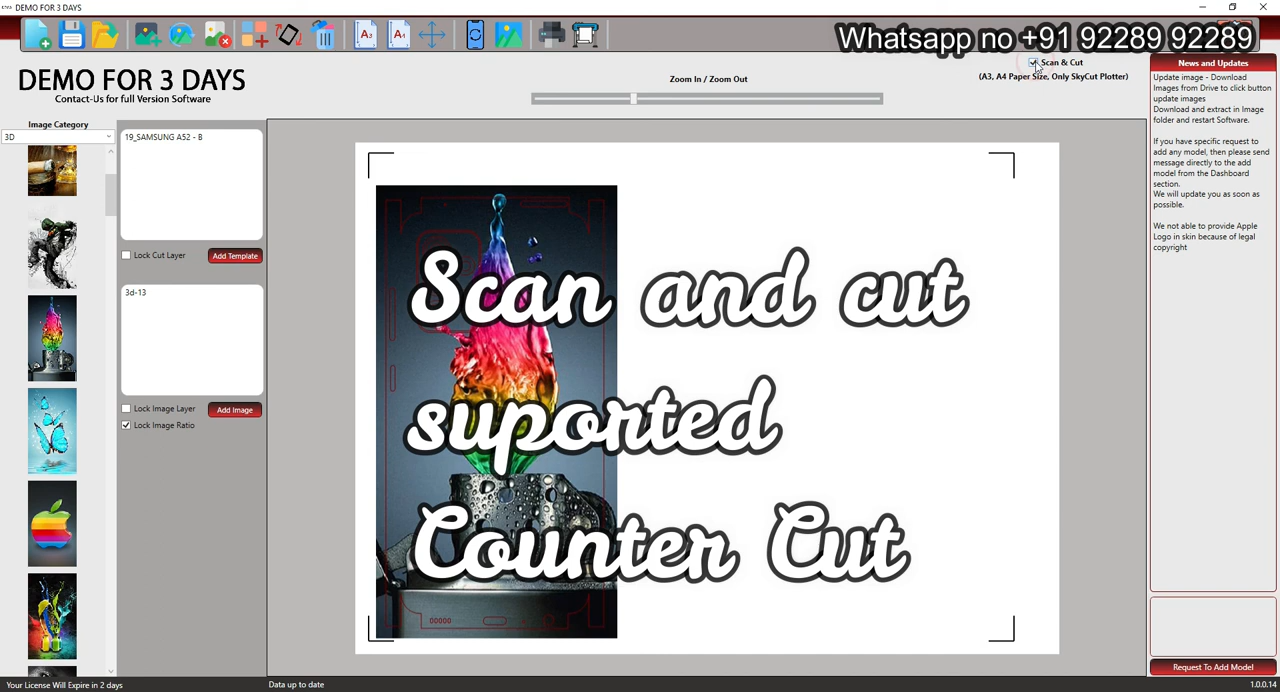 DEMO FOR 3 DAYS
Whatsapp no +91 92289 92289
A3
A4
DEMO FOR 3 DAYS
Contact-Us for full Version Software
Zoom In / Zoom Out
Scan & Cut
(A3, A4 Paper Size, Only SkyCut Plotter)
Image Category
3D
19_SAMSUNG A52 - B
Lock Cut Layer
Add Template
3d-13
Lock Image Layer
Add Image
Lock Image Ratio
Scan and cut
suported
Counter Cut
00000
News and Updates
Update image - Download
Images from Drive to click button
update images
Download and extract in Image
folder and restart Software.
If you have specific request to
add any model, then please send
message directly to the add
model from the Dashboard
section.
We will update you as soon as
possible.
We not able to provide Apple
Logo in skin because of legal
copyright
Request To Add Model
Your License Will Expire in 2 days
Data up to date
1.0.0.14